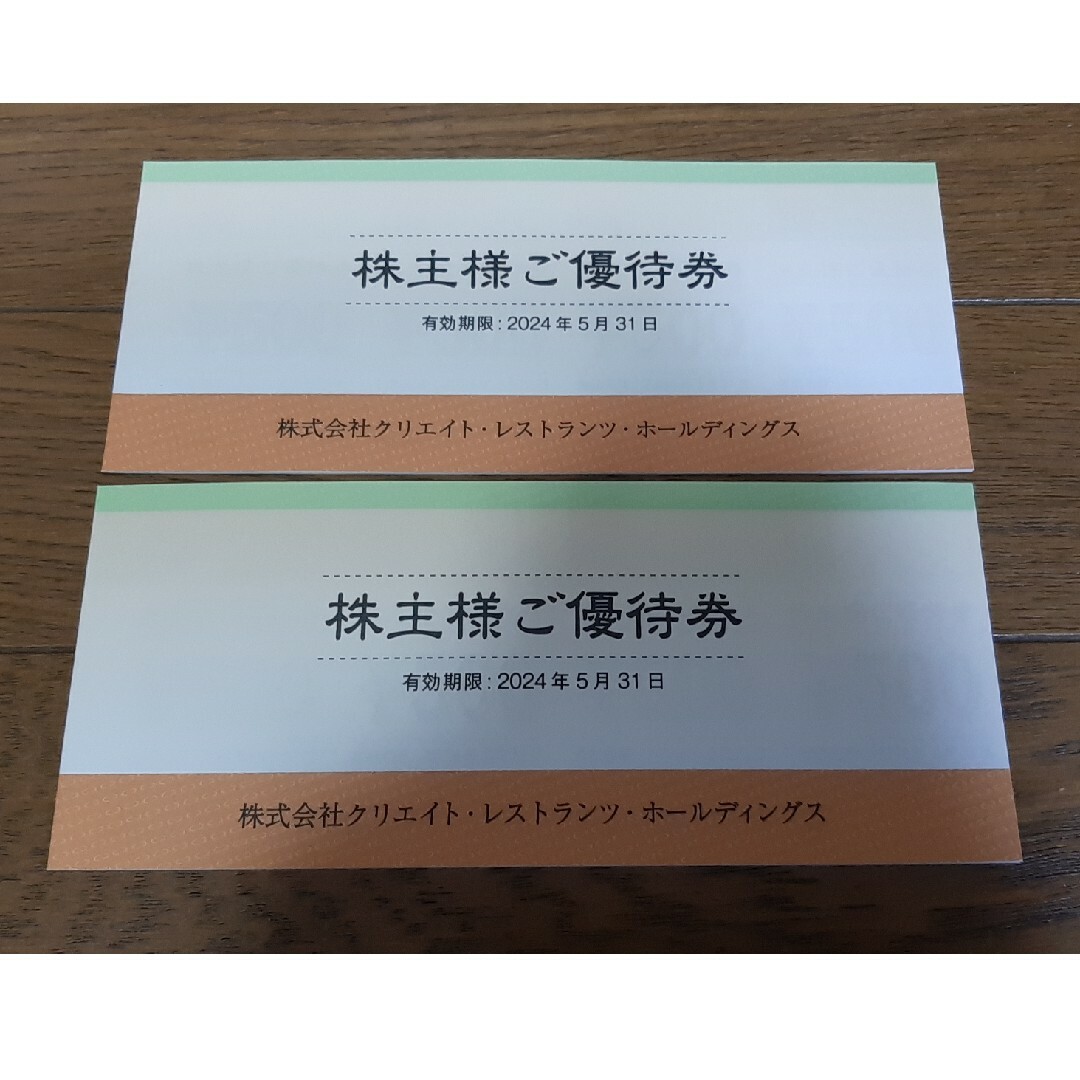 株主様ご優待券
有効期限:2024年5月31日
株式会社クリエイト・レストランツ・ホールディングス
株主様ご優待券
有効期限:2024年5月31日
株式会社クリエイト・レストランツ・ホールディングス